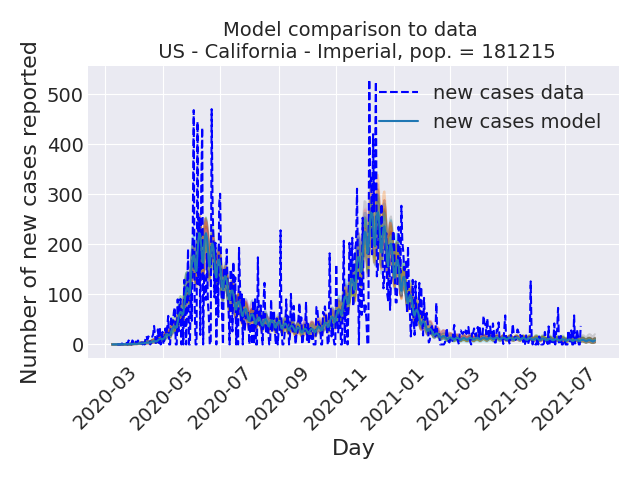 Model comparison to data
US - California - Imperial, pop. = 181215
Number of new cases reported
500
400
300
200
100
0
new cases data
new cases model
2020-03
2020-05
2020-07
2020-09
2020-11
2021-01
2021-03
2021-05
2021-07
Day